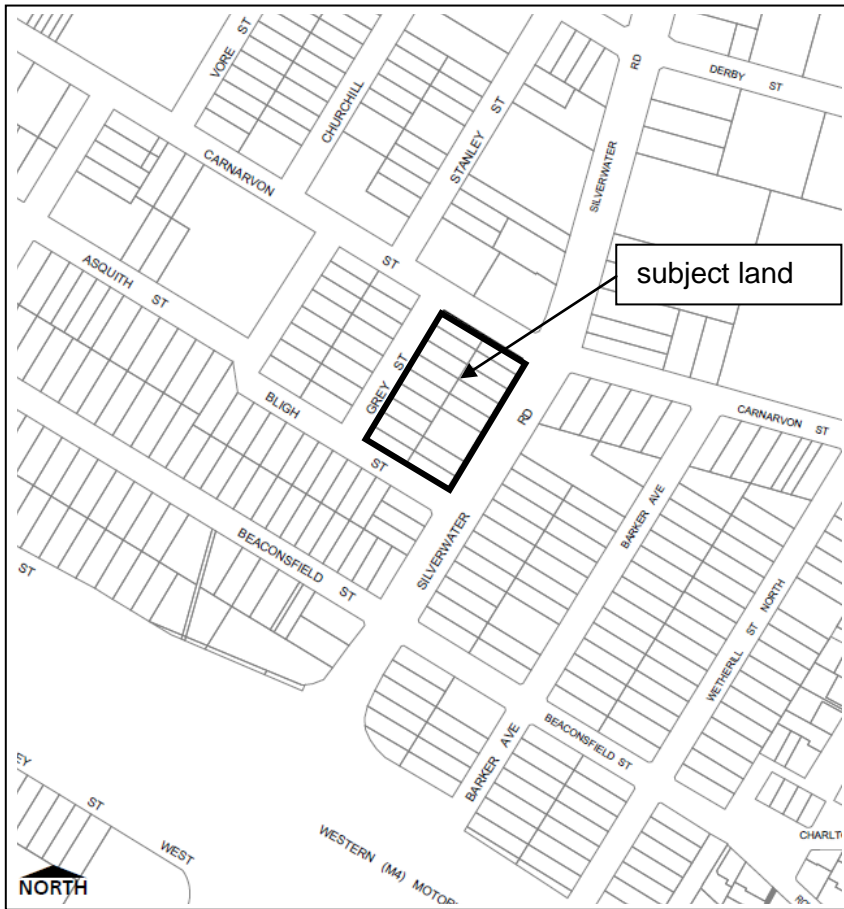 VORE ST
CHURCHILL
STANLEY ST
RD
DERBY ST
CARNARVON
SILVERWATER
ASQUITH ST
ST
subject land
GREY ST
RD
CARNARVON ST
BLIGH
ST
BARKER AVE
SILVERWATER
BEACONSFIELD ST
ST
WETHERILL ST NORTH
BEACONSFIELD ST
BARKER AVE
EY
ST
WEST
WESTERN (M4) MOTOR
CHARLT
NORTH